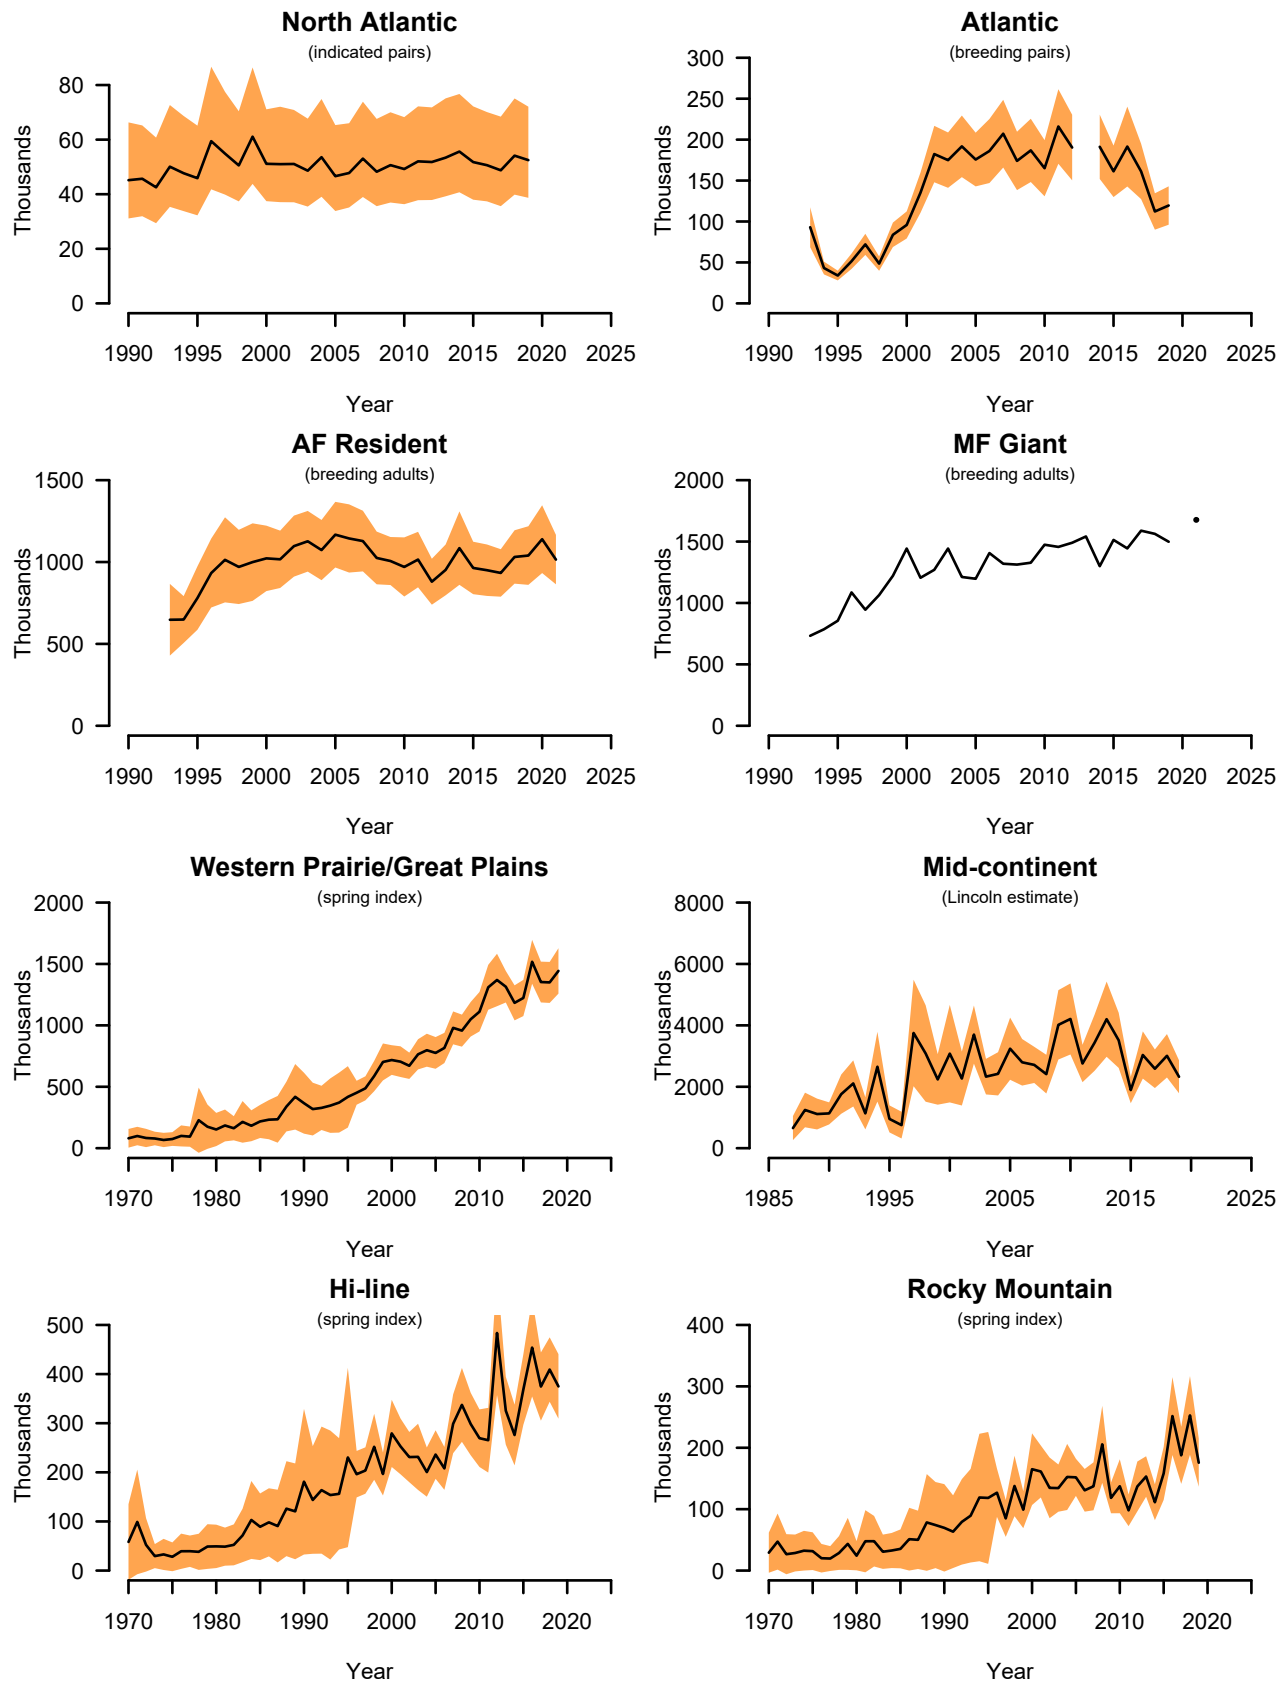 North Atlantic
(indicated pairs)
Thousands
80
60
40
20
0
1990 1995 2000 2005 2010 2015 2020 2025
Year
Atlantic
(breeding pairs)
Thousands
300
250
200
150
100
50
0
1990 1995 2000 2005 2010 2015 2020 2025
Year
AF Resident
(breeding adults)
Thousands
1500
1000
500
0
1990 1995 2000 2005 2010 2015 2020 2025
Year
MF Giant
(breeding adults)
Thousands
2000
1500
1000
500
0
1990 1995 2000 2005 2010 2015 2020 2025
Year
Western Prairie/Great Plains
(spring index)
Thousands
2000
1500
1000
500
0
1970 1980 1990 2000 2010 2020
Year
Mid-continent
(Lincoln estimate)
Thousands
8000
6000
4000
2000
0
1985 1995 2005 2015 2025
Year
Hi-line
(spring index)
Thousands
500
400
300
200
100
0
1970 1980 1990 2000 2010 2020
Year
Rocky Mountain
(spring index)
Thousands
400
300
200
100
0
1970 1980 1990 2000 2010 2020
Year